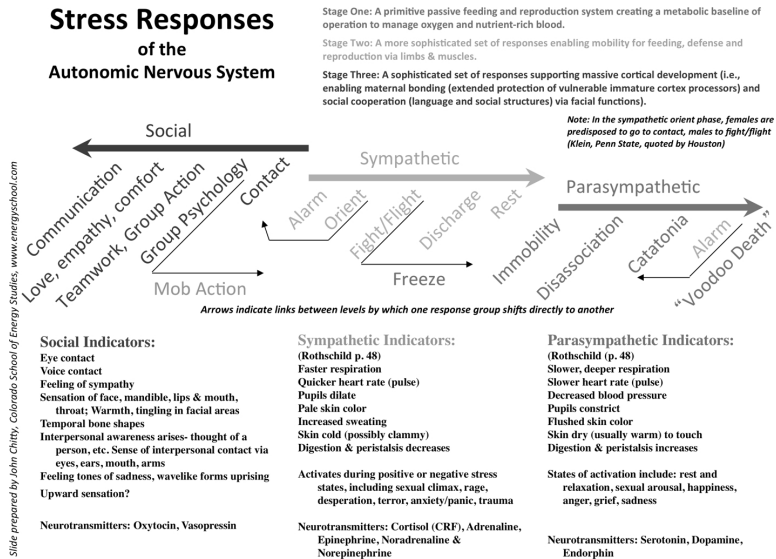 Stress Responses
of the
Autonomic Nervous System
Stage One: A primitive passive feeding and reproduction system creating a metabolic baseline of
operation to manage oxygen and nutrient-rich blood.
Stage Two: A more sophisticated set of responses enabling mobility for feeding, defense and
reproduction via limbs & muscles.
Stage Three: A sophisticated set of responses supporting massive cortical development (i.e.,
enabling maternal bonding (extended protection of vulnerable immature cortex processors) and
social cooperation (language and social structures) via facial functions).
Note: In the sympathetic orient phase, females are
predisposed to go to contact, males to fight/flight
(Klein, Penn State, quoted by Houston)
Social
Communication
Love, empathy, comfort
Teamwork, Group Action
Group Psychology
Contact
Mob Action
Sympathetic
Alarm
Orient
Fight/Flight
Discharge
Rest
Freeze
Parasympathetic
Immobility
Disassociation
Catatonia
Alarm
"Voodoo Death"
Arrows indicate links between levels by which one response group shifts directly to another
Social Indicators:
Eye contact
Voice contact
Feeling of sympathy
Sensation of face, mandible, lips & mouth,
throat; Warmth, tingling in facial areas
Temporal bone shapes
Interpersonal awareness arises- thought of a
person, etc. Sense of interpersonal contact via
eyes, ears, mouth, arms
Feeling tones of sadness, wavelike forms uprising
Upward sensation?
Neurotransmitters: Oxytocin, Vasopressin
Sympathetic Indicators:
(Rothschild p. 48)
Faster respiration
Quicker heart rate (pulse)
Pupils dilate
Pale skin color
Increased sweating
Skin cold (possibly clammy)
Digestion & peristalsis decreases
Activates during positive or negative stress
states, including sexual climax, rage,
desperation, terror, anxiety/panic, trauma
Neurotransmitters: Cortisol (CRF), Adrenaline,
Epinephrine, Noradrenaline &
Norepinephrine
Parasympathetic Indicators:
(Rothschild p. 48)
Slower, deeper respiration
Slower heart rate (pulse)
Decreased blood pressure
Pupils constrict
Flushed skin color
Skin dry (usually warm) to touch
Digestion & peristalsis increases
States of activation include: rest and
relaxation, sexual arousal, happiness,
anger, grief, sadness
Neurotransmitters: Serotonin, Dopamine,
Endorphin
Slide prepared by John Chitty, Colorado School of Energy Studies, www.energyschool.com